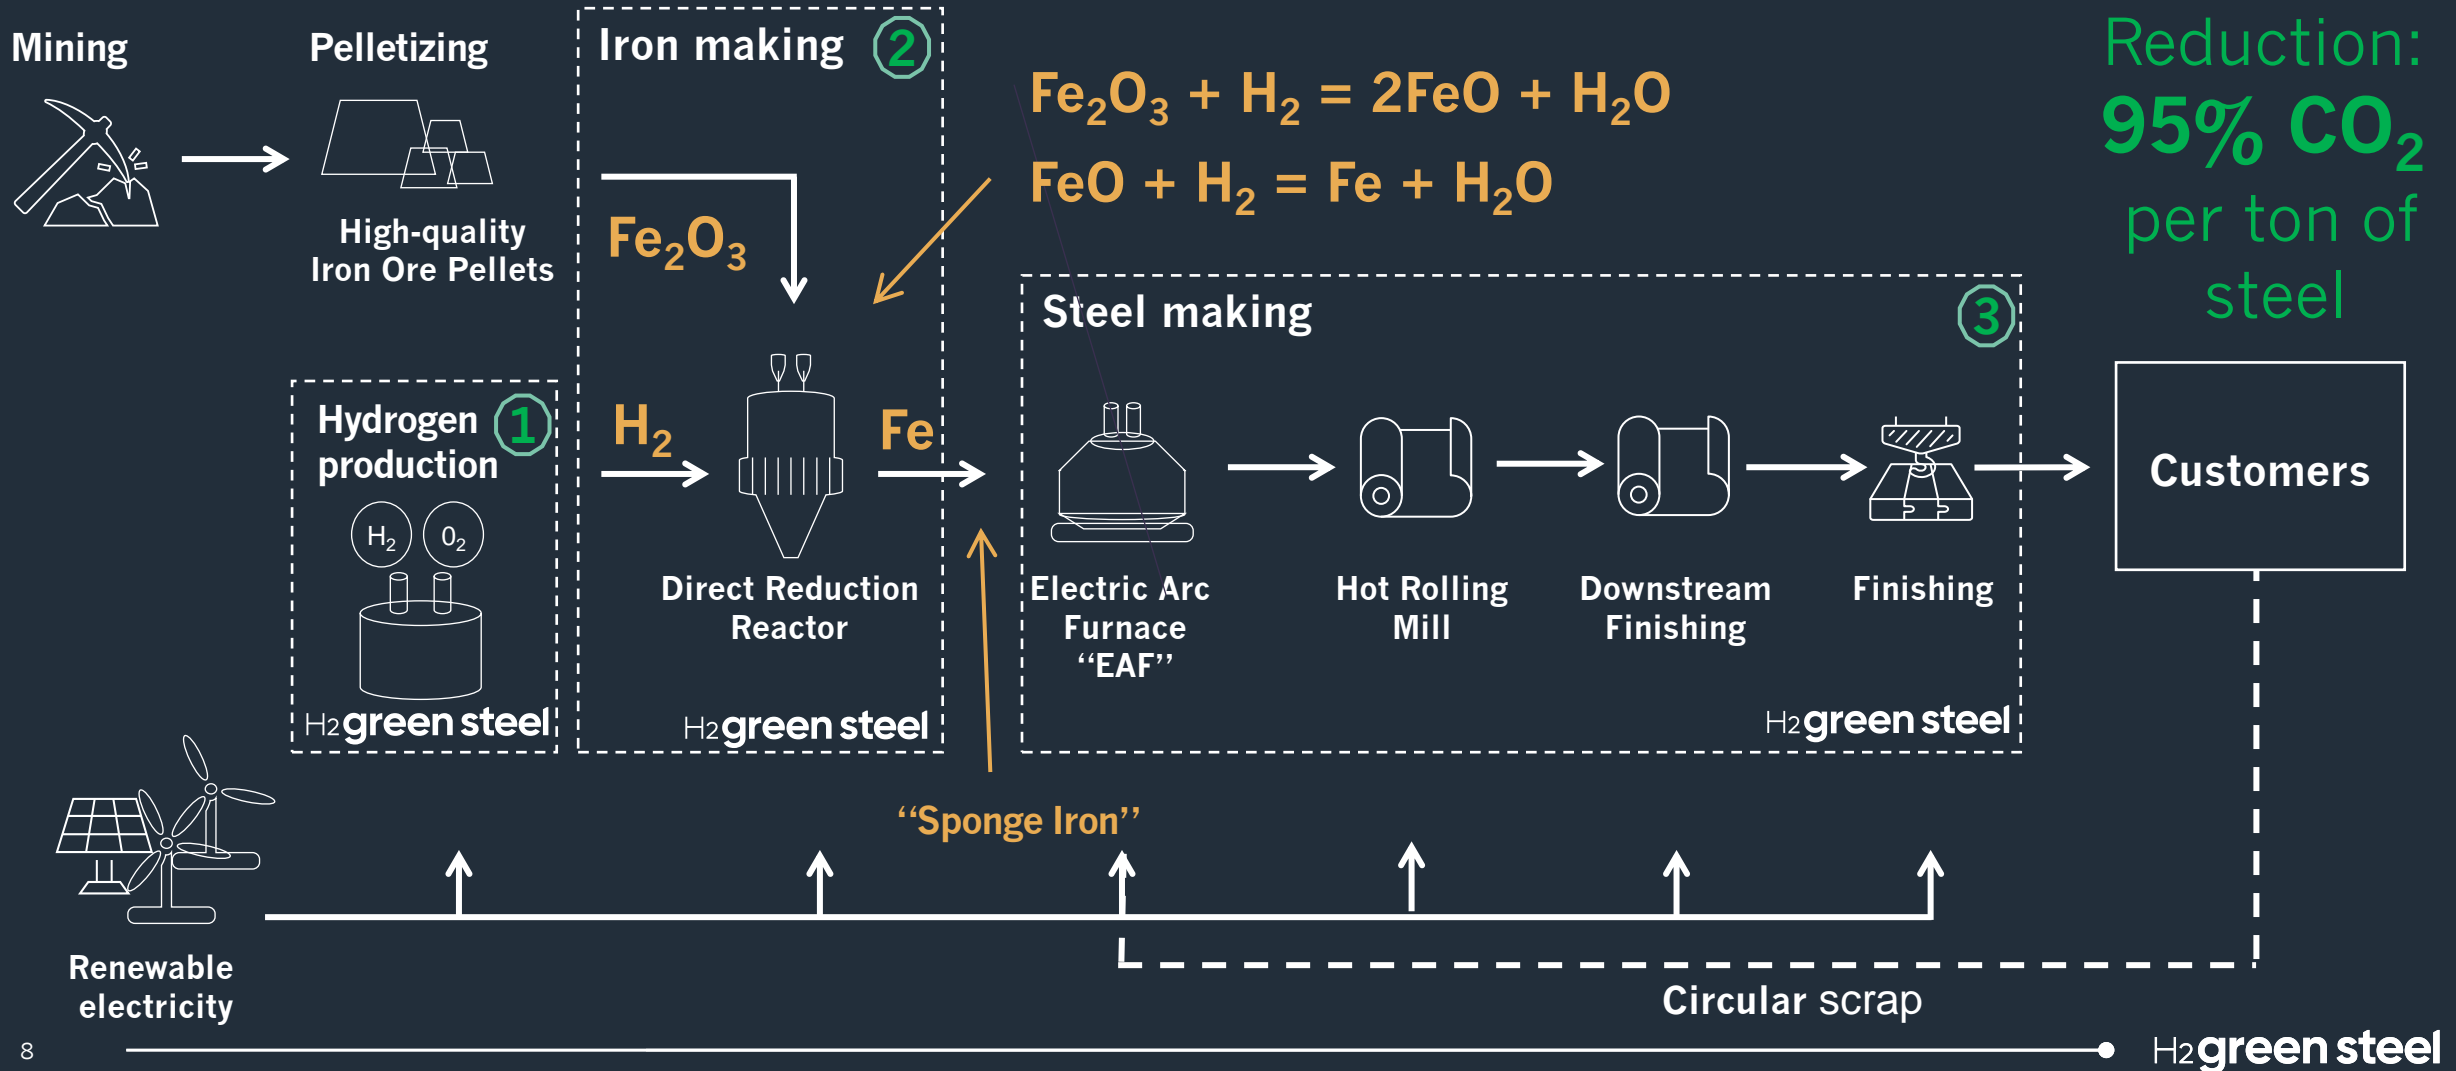 Mining
Pelletizing
High-quality
Iron Ore Pellets
Iron making
2
Fe₂O₃
Fe₂O₃ + H₂ = 2FeO + H₂O
FeO + H₂ = Fe + H₂O
Reduction:
95% CO₂
per ton of
steel
Hydrogen
production
1
H₂
O₂
H2green steel
H₂
Fe
Direct Reduction
Reactor
H2green steel
Steel making
3
Electric Arc
Furnace
“EAF”
Hot Rolling
Mill
Downstream
Finishing
Finishing
H2green steel
Customers
“Sponge Iron”
Renewable
electricity
Circular scrap
8
H2green steel